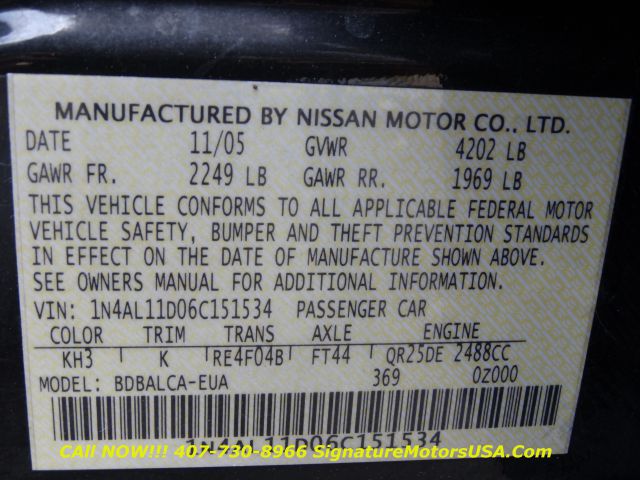 MANUFACTURED BY NISSAN MOTOR CO., LTD.
DATE 11/05 GVWR 4202 LB
GAWR FR. 2249 LB GAWR RR. 1969 LB
THIS VEHICLE CONFORMS TO ALL APPLICABLE FEDERAL MOTOR
VEHICLE SAFETY, BUMPER AND THEFT PREVENTION STANDARDS
IN EFFECT ON THE DATE OF MANUFACTURE SHOWN ABOVE.
SEE OWNERS MANUAL FOR ADDITIONAL INFORMATION.
VIN: 1N4AL11D06C151534 PASSENGER CAR
COLOR TRIM TRANS AXLE ENGINE
KH3 K RE4F04B FT44 QR25DE 2488CC
MODEL: BDBALCA-EUA 369 0Z000
1N4AL11D06C151534
Call NOW!!! 407-730-8966 SignatureMotorsUSA.Com